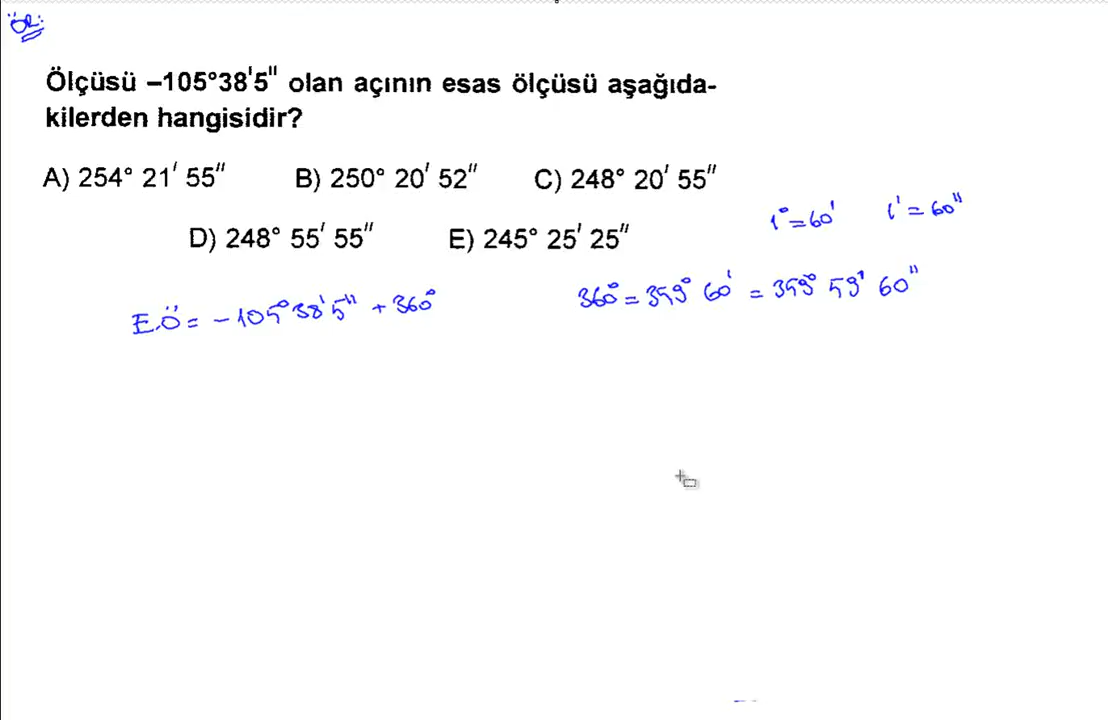 ÖR:
Ölçüsü –105°38'5" olan açının esas ölçüsü aşağıda-
kilerden hangisidir?
A) 254° 21' 55" B) 250° 20' 52" C) 248° 20' 55"
D) 248° 55' 55" E) 245° 25' 25"
1° = 60' 1' = 60"
E.Ö = -105°38'5" + 360°
360° = 359° 60' = 359° 59' 60"